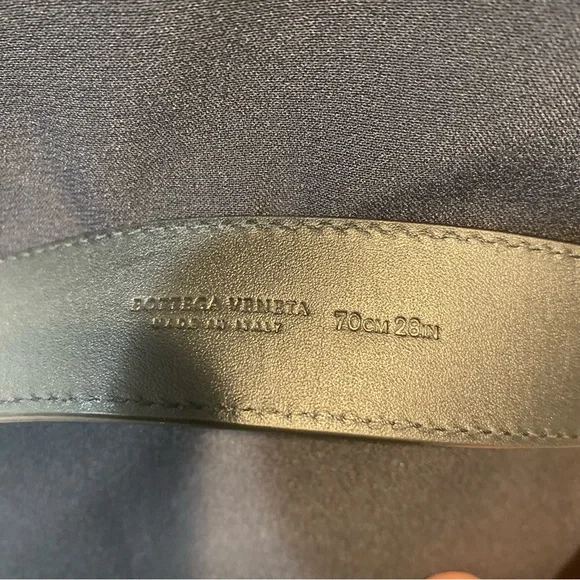 BOTTEGA VENETA
MADE IN ITALY
70CM 28IN